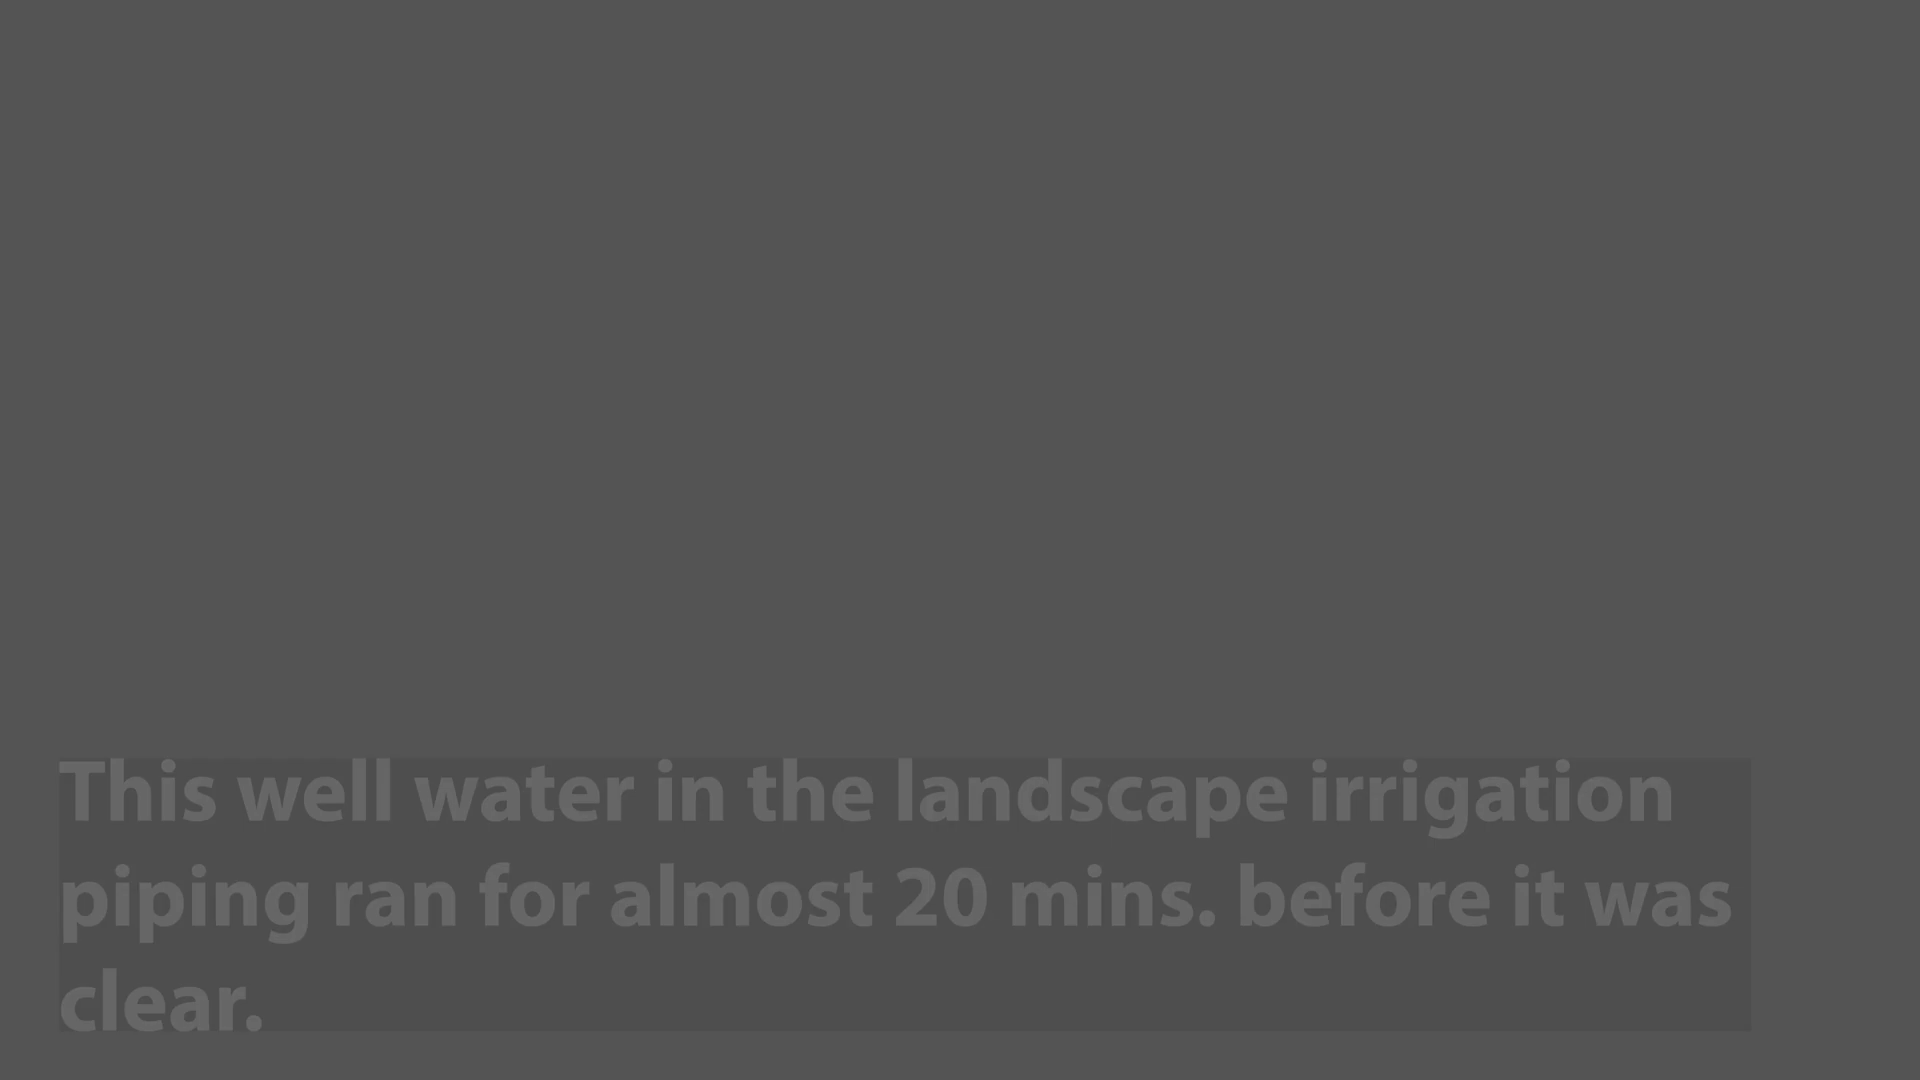 This well water in the landscape irrigation
piping ran for almost 20 mins. before it was
clear.